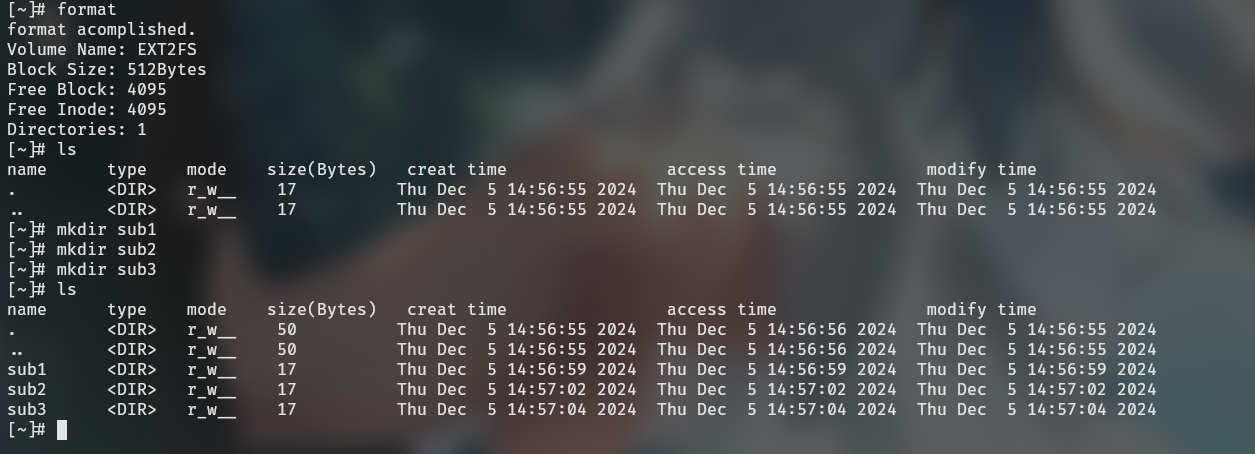 [~]# format
format acomplished.
Volume Name: EXT2FS
Block Size: 512Bytes
Free Block: 4095
Free Inode: 4095
Directories: 1
[~]# ls
name      type    mode    size(Bytes)   creat time                access time               modify time
.         <DIR>   r_w__    17          Thu Dec  5 14:56:55 2024  Thu Dec  5 14:56:55 2024  Thu Dec  5 14:56:55 2024
..        <DIR>   r_w__    17          Thu Dec  5 14:56:55 2024  Thu Dec  5 14:56:55 2024  Thu Dec  5 14:56:55 2024
[~]# mkdir sub1
[~]# mkdir sub2
[~]# mkdir sub3
[~]# ls
name      type    mode    size(Bytes)   creat time                access time               modify time
.         <DIR>   r_w__    50          Thu Dec  5 14:56:55 2024  Thu Dec  5 14:56:56 2024  Thu Dec  5 14:56:55 2024
..        <DIR>   r_w__    50          Thu Dec  5 14:56:55 2024  Thu Dec  5 14:56:56 2024  Thu Dec  5 14:56:55 2024
sub1      <DIR>   r_w__    17          Thu Dec  5 14:56:59 2024  Thu Dec  5 14:56:59 2024  Thu Dec  5 14:56:59 2024
sub2      <DIR>   r_w__    17          Thu Dec  5 14:57:02 2024  Thu Dec  5 14:57:02 2024  Thu Dec  5 14:57:02 2024
sub3      <DIR>   r_w__    17          Thu Dec  5 14:57:04 2024  Thu Dec  5 14:57:04 2024  Thu Dec  5 14:57:04 2024
[~]#